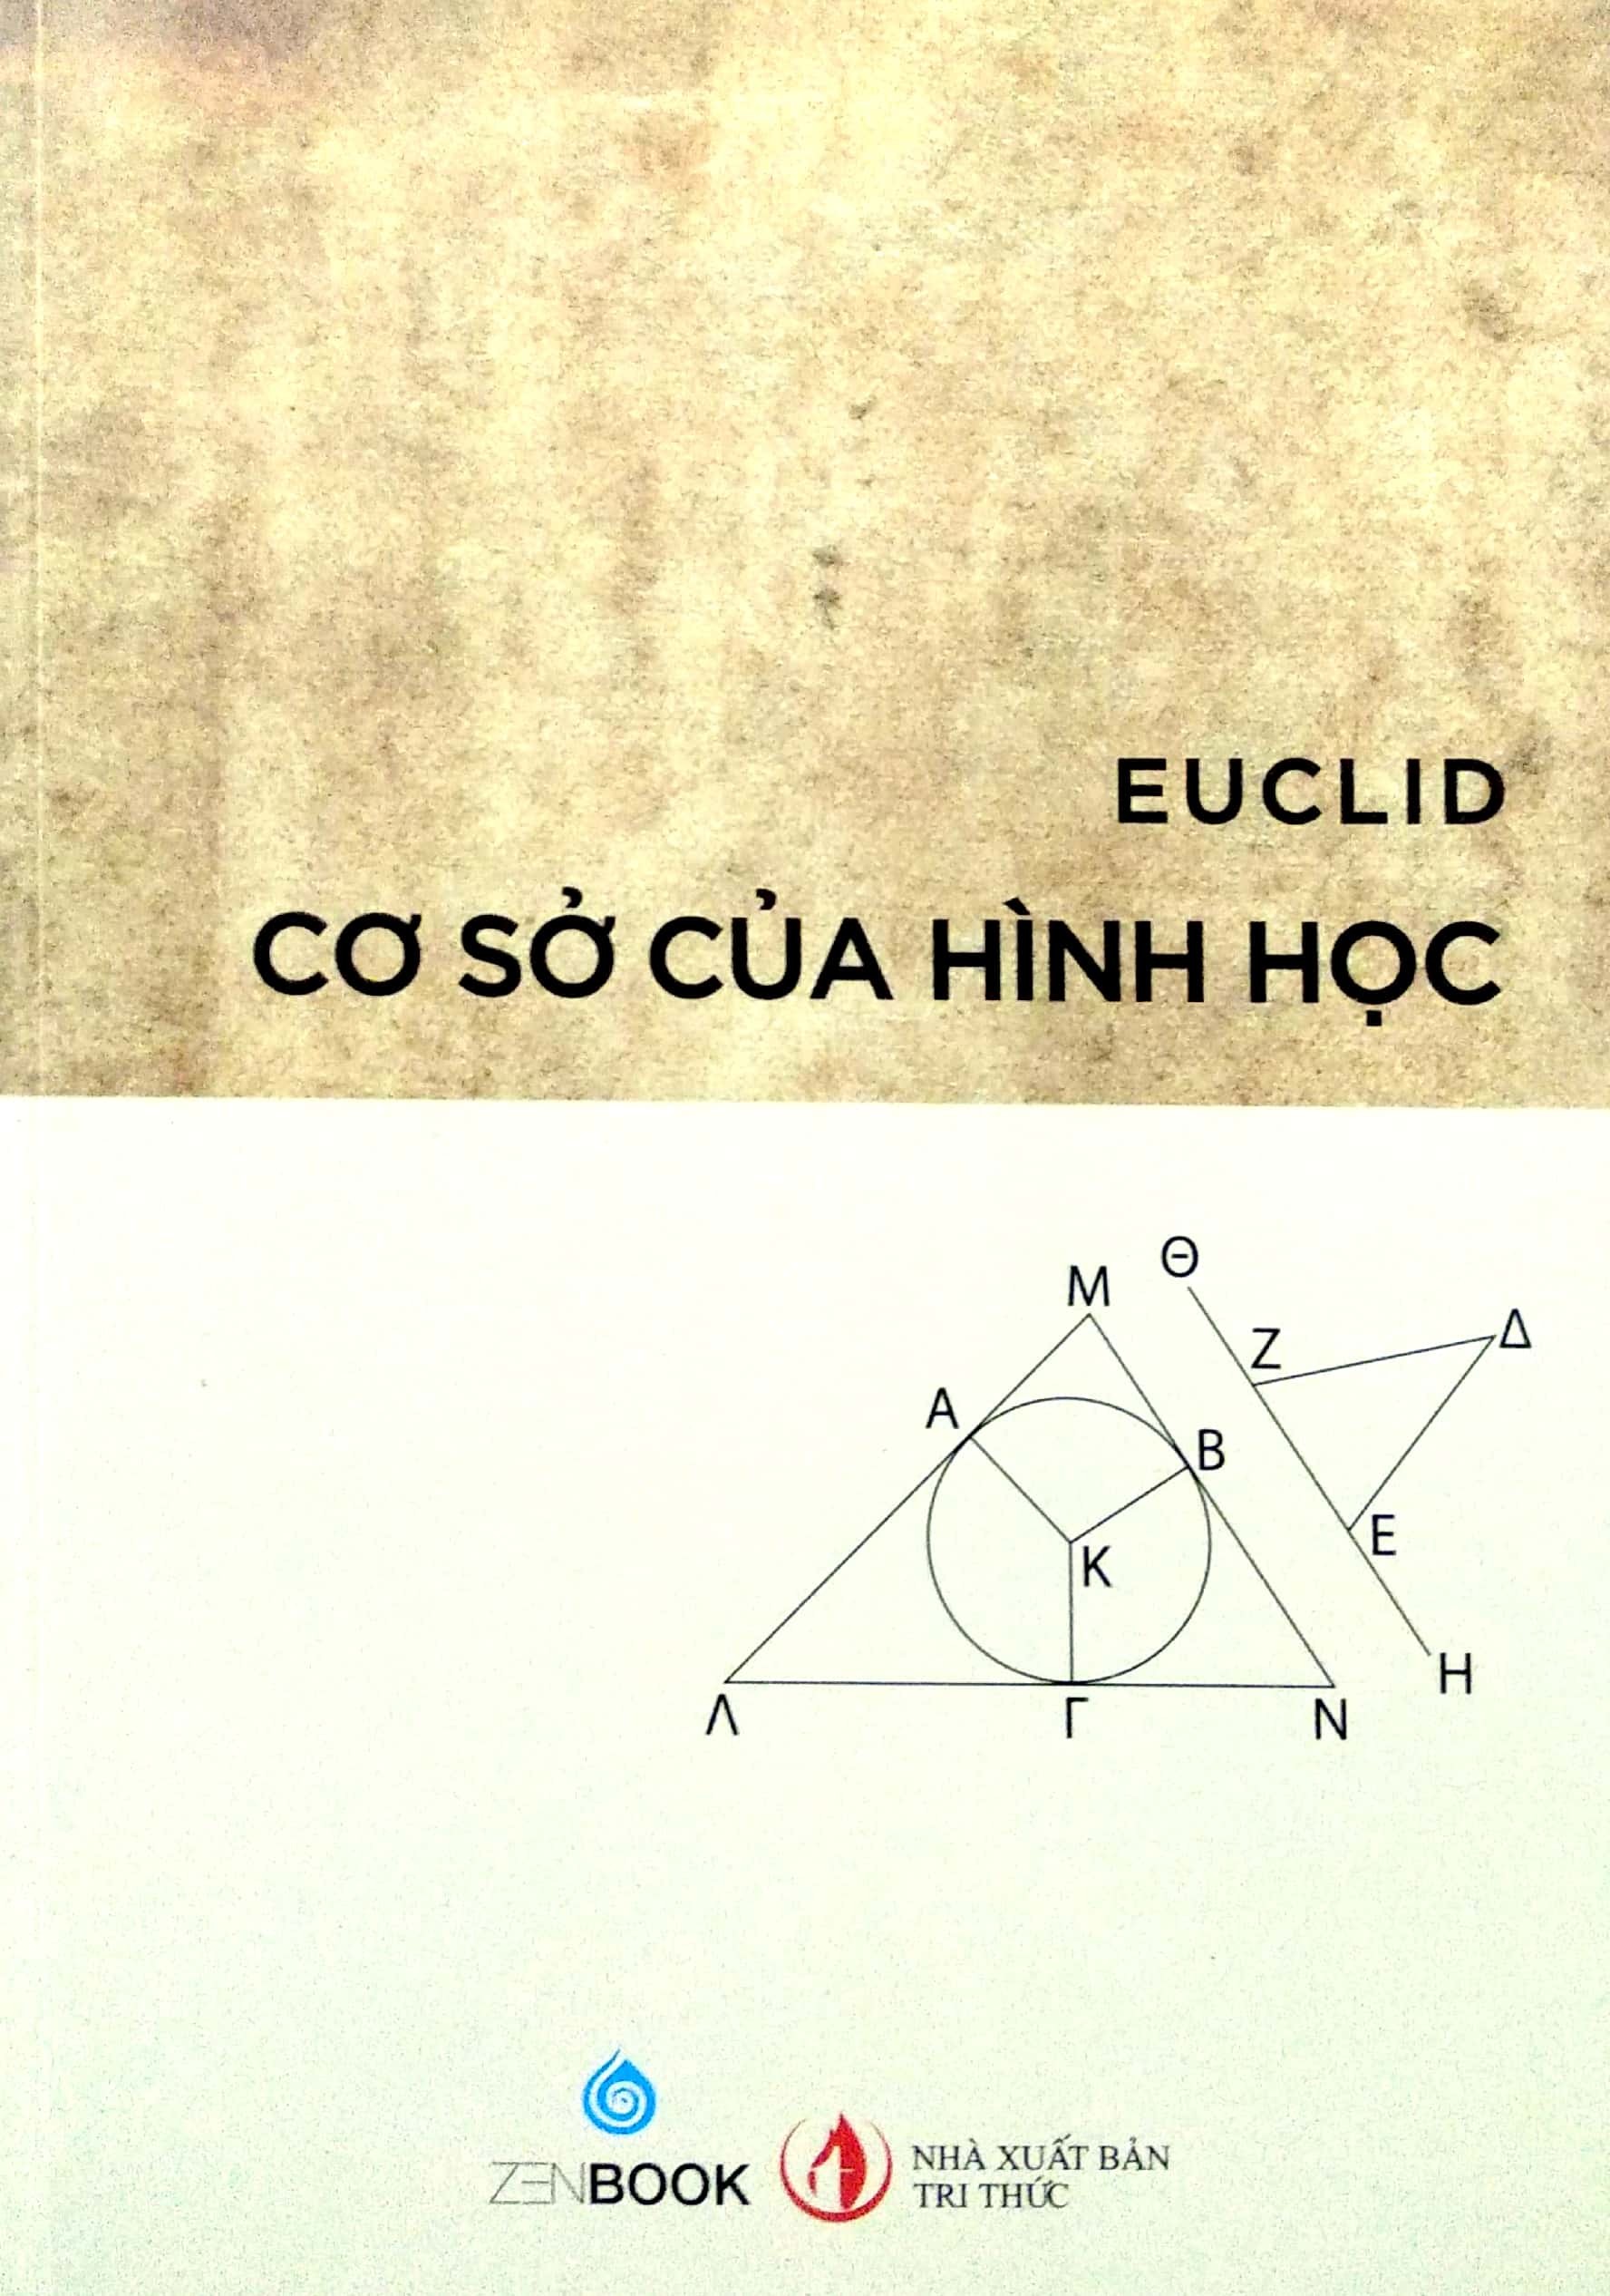 EUCLID
CƠ SỞ CỦA HÌNH HỌC
Θ
Μ
Δ
Ζ
Α
Β
Ε
Κ
Η
Λ
Γ
Ν
ZENBOOK
NHÀ XUẤT BẢN
TRI THỨC